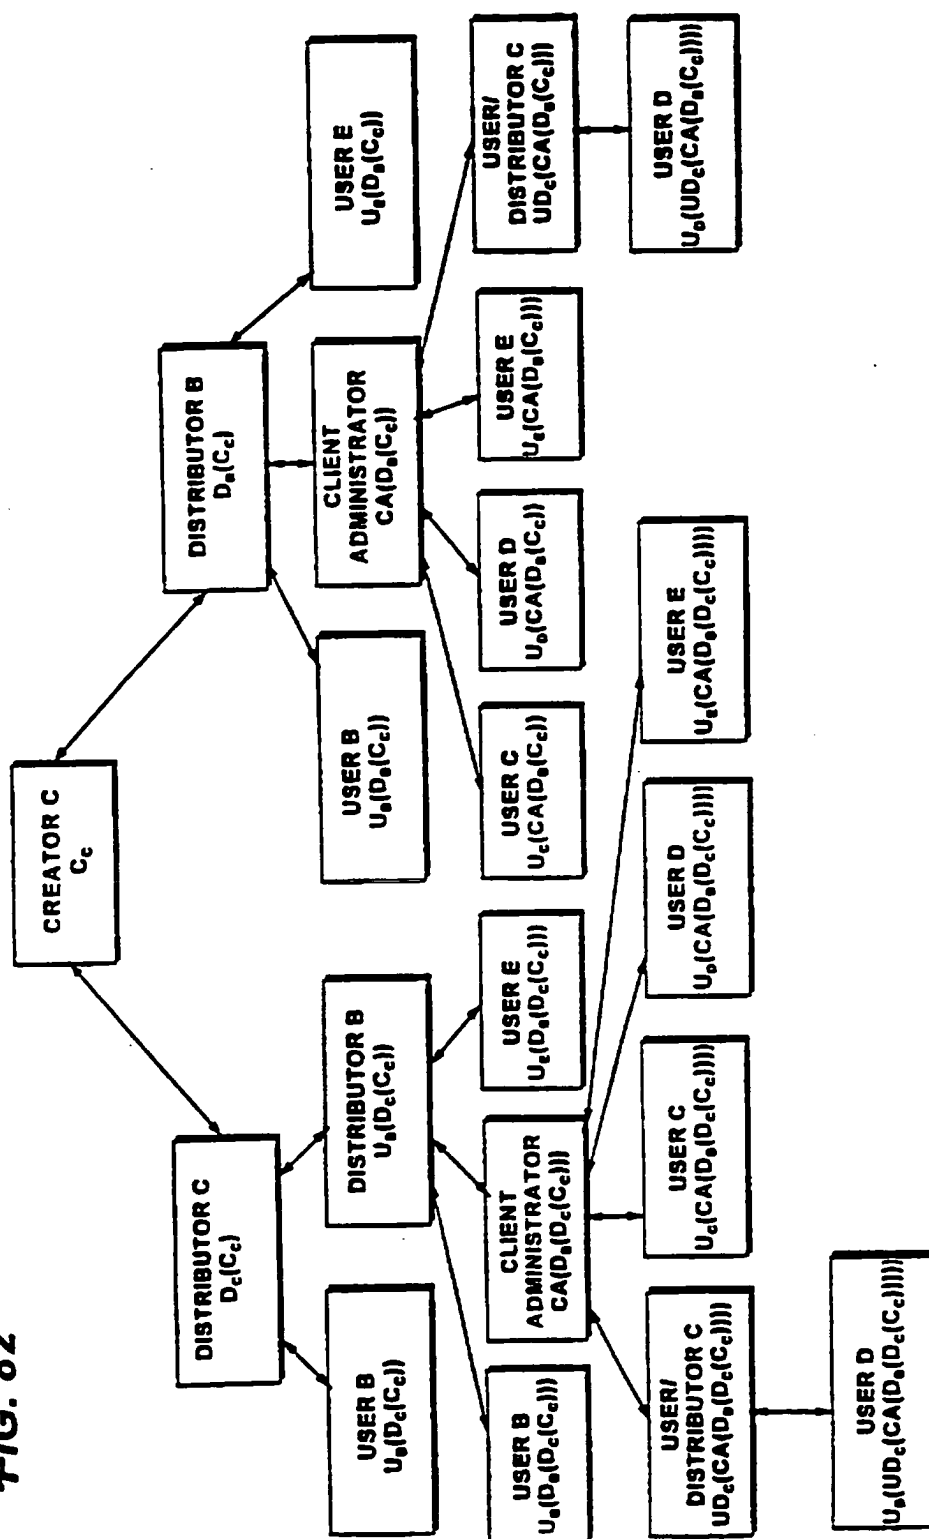 FIG. 82
CREATOR C
C_C
DISTRIBUTOR C
D_C(C_C)
DISTRIBUTOR B
D_B(C_C)
USER B
U_B(D_C(C_C))
DISTRIBUTOR B
U_B(D_C(C_C))
USER B
U_B(D_B(C_C))
CLIENT
ADMINISTRATOR
CA(D_B(C_C))
USER E
U_B(D_B(C_C))
USER B
U_B(D_B(D_C(C_C)))
CLIENT
ADMINISTRATOR
CA(D_B(D_C(C_C)))
USER E
U_E(D_B(D_C(C_C)))
USER C
U_C(CA(D_B(C_C))
USER D
U_D(CA(D_B(C_C))
USER E
U_E(CA(D_B(C_C)))
USER/
DISTRIBUTOR C
UD_C(CA(D_B(C_C)))
USER/
DISTRIBUTOR C
UD_C(CA(D_B(D_C(C_C))))
USER C
U_C(CA(D_B(D_C(C_C))))
USER D
U_D(CA(D_B(D_C(C_C))))
USER E
U_E(CA(D_B(D_C(C_C))))
USER D
U_D(UD_C(CA(D_B(C_C))))
USER D
U_B(UD_C(CA(D_B(D_C(C_C)))))